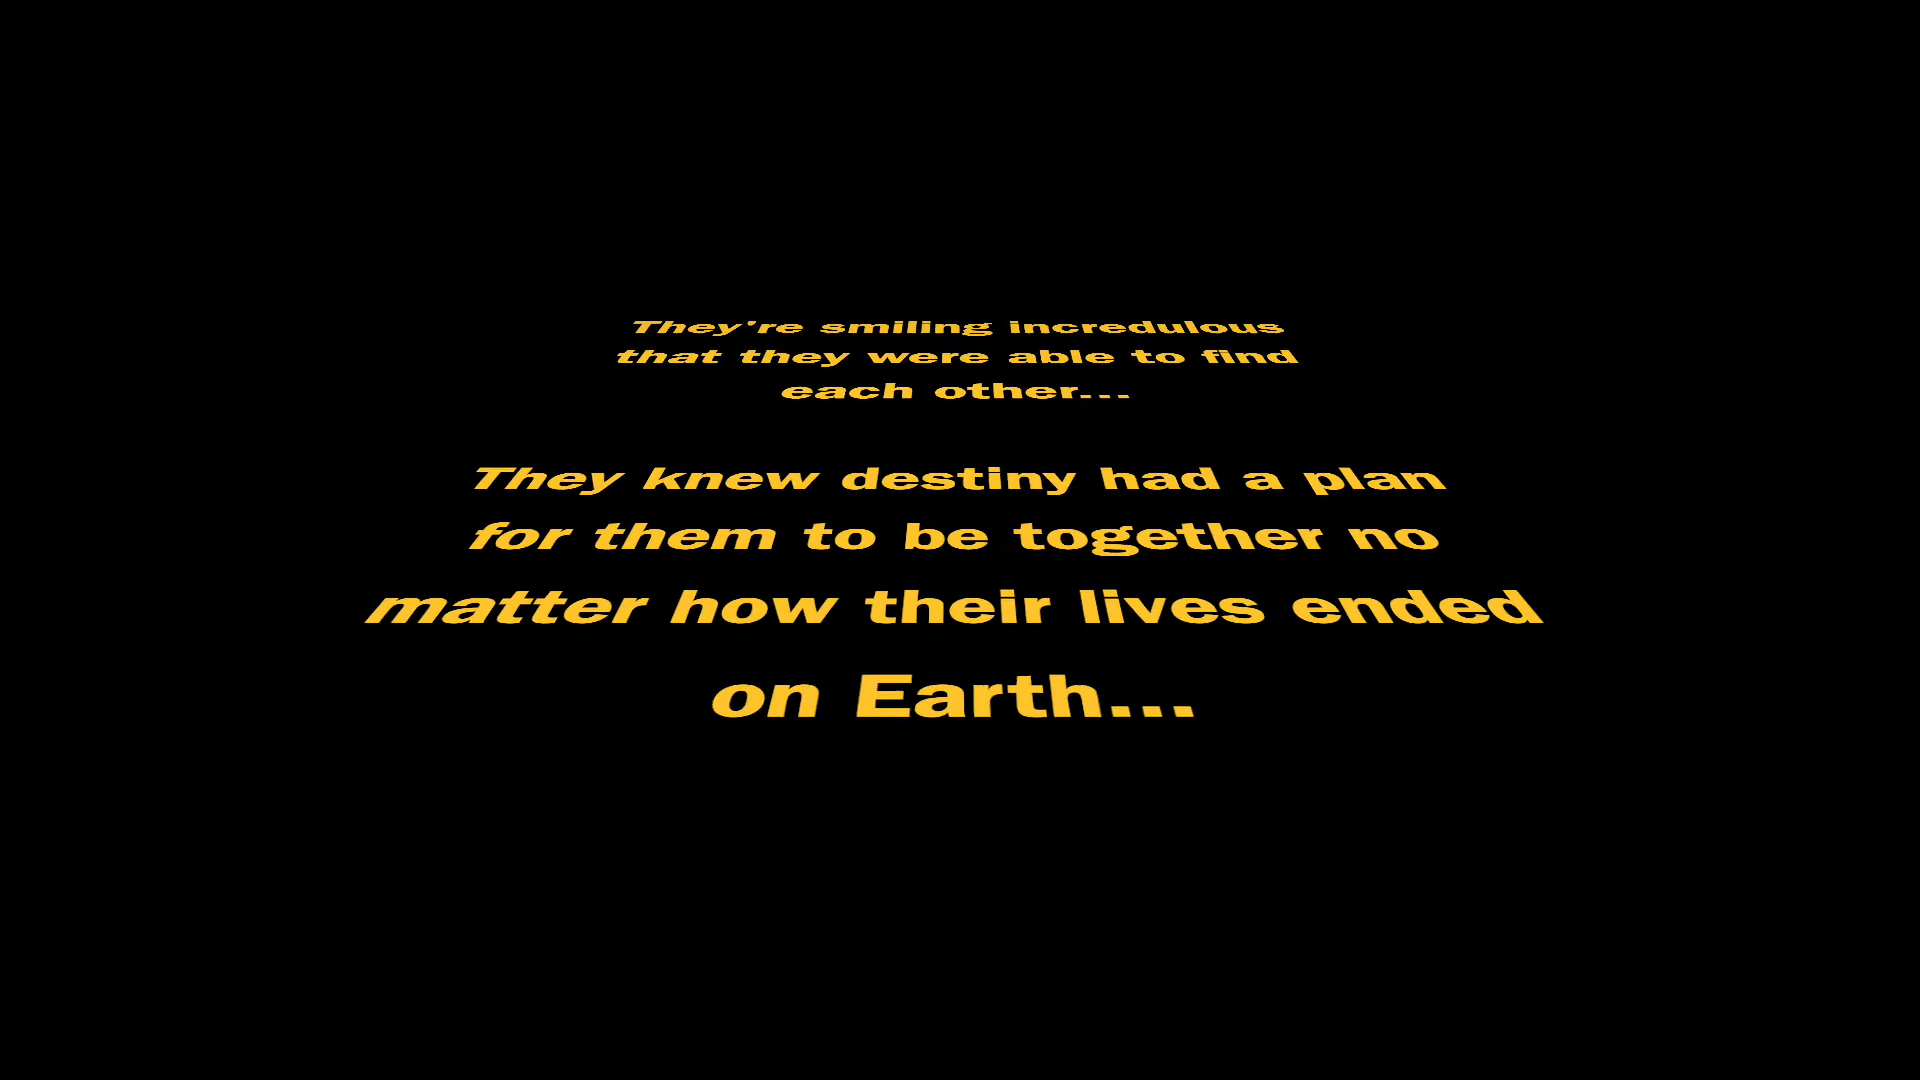 They're smiling incredulous
that they were able to find
each other...
They knew destiny had a plan
for them to be together no
matter how their lives ended
on Earth...